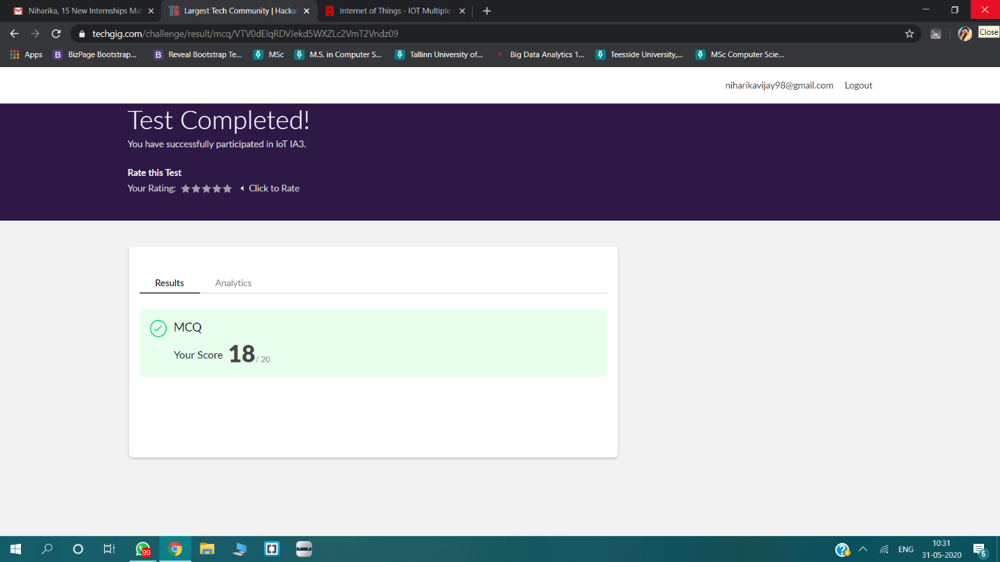 Niharika, 15 New Internships Mat
Largest Tech Community | Hackat
Internet of Things - IOT Multiple
Close
techgig.com/challenge/result/mcq/VTV0dElqRDVJekd5WXZLc2VmT2Vndz09
Apps
B BizPage Bootstrap...
B Reveal Bootstrap Te...
MSc
M.S. in Computer S...
Tallinn University of...
V Big Data Analytics 1...
Teesside University,...
MSc Computer Scie...
niharikavijay98@gmail.com Logout
Test Completed!
You have successfully participated in IoT IA3.
Rate this Test
Your Rating: Click to Rate
Results Analytics
MCQ
Your Score 18 / 20
99
ENG
10:31
31-05-2020
6